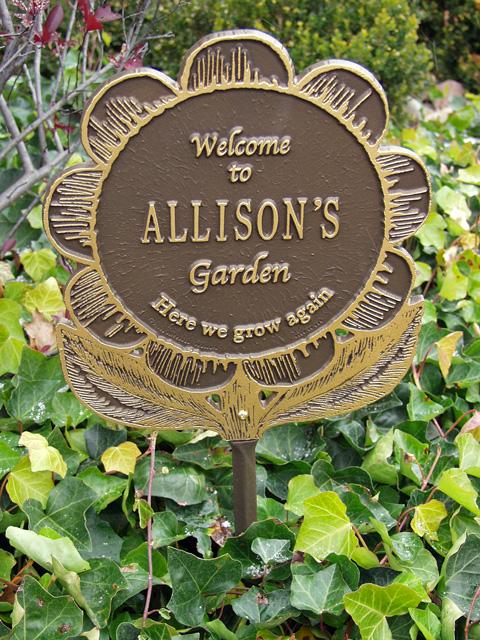 Welcome
to
ALLISON'S
Garden
Here we grow again